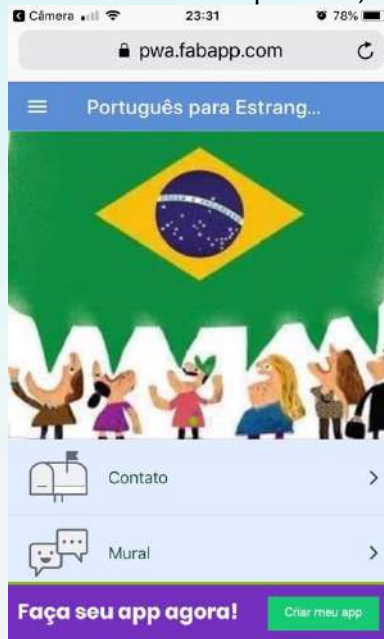 Câmera 23:31 78%
pwa.fabapp.com
Português para Estrang...
Contato
Mural
Faça seu app agora! Criar meu app